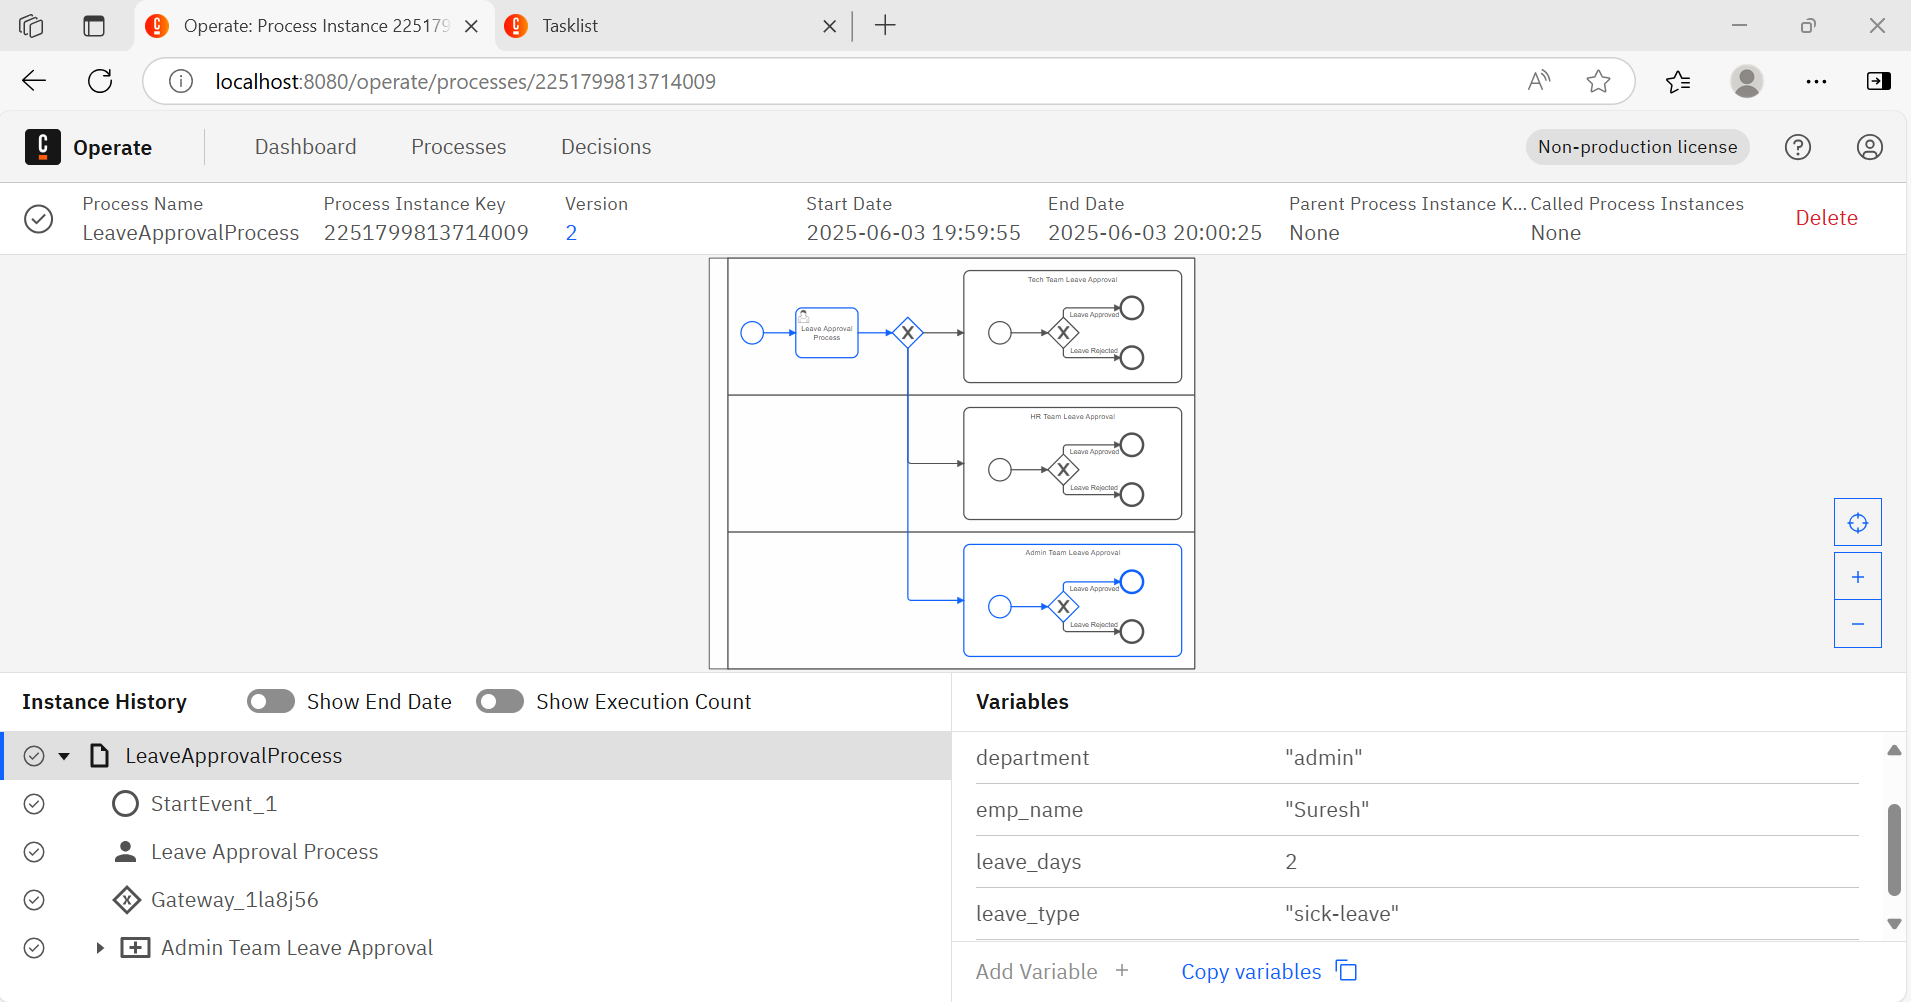 Operate: Process Instance 225179
Tasklist
localhost:8080/operate/processes/2251799813714009
Operate
Dashboard
Processes
Decisions
Non-production license
Process Name
LeaveApprovalProcess
Process Instance Key
2251799813714009
Version
2
Start Date
2025-06-03 19:59:55
End Date
2025-06-03 20:00:25
Parent Process Instance K...
None
Called Process Instances
None
Delete
Leave Approval
Process
Tech Team Leave Approval
Leave Approved
Leave Rejected
HR Team Leave Approval
Leave Approved
Leave Rejected
Admin Team Leave Approval
Leave Approved
Leave Rejected
Instance History
Show End Date
Show Execution Count
LeaveApprovalProcess
StartEvent_1
Leave Approval Process
Gateway_1la8j56
Admin Team Leave Approval
Variables
department "admin"
emp_name "Suresh"
leave_days 2
leave_type "sick-leave"
Add Variable +
Copy variables